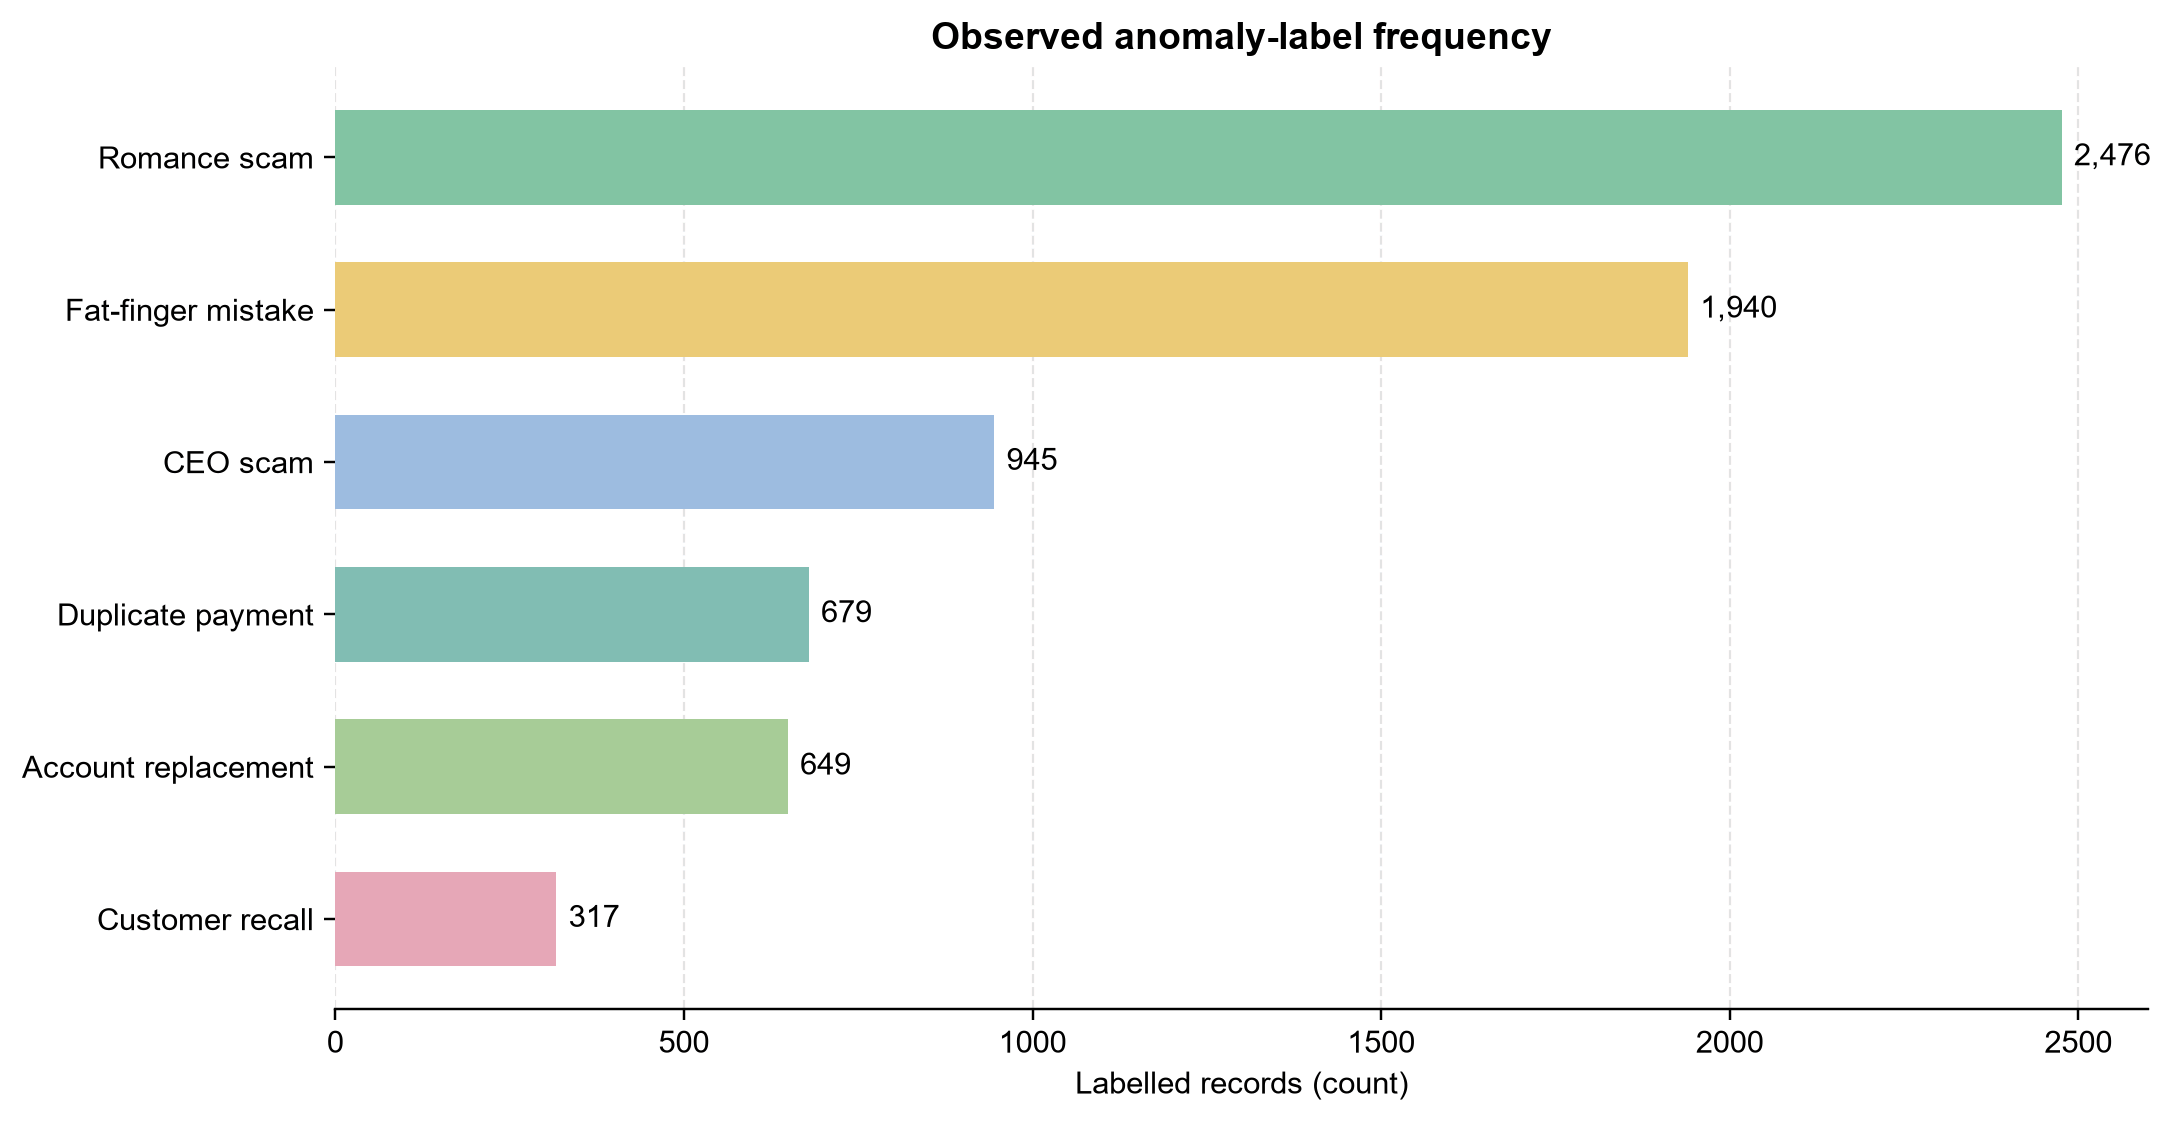 Observed anomaly-label frequency
Romance scam
2,476
Fat-finger mistake
1,940
CEO scam
945
Duplicate payment
679
Account replacement
649
Customer recall
317
0 500 1000 1500 2000 2500
Labelled records (count)